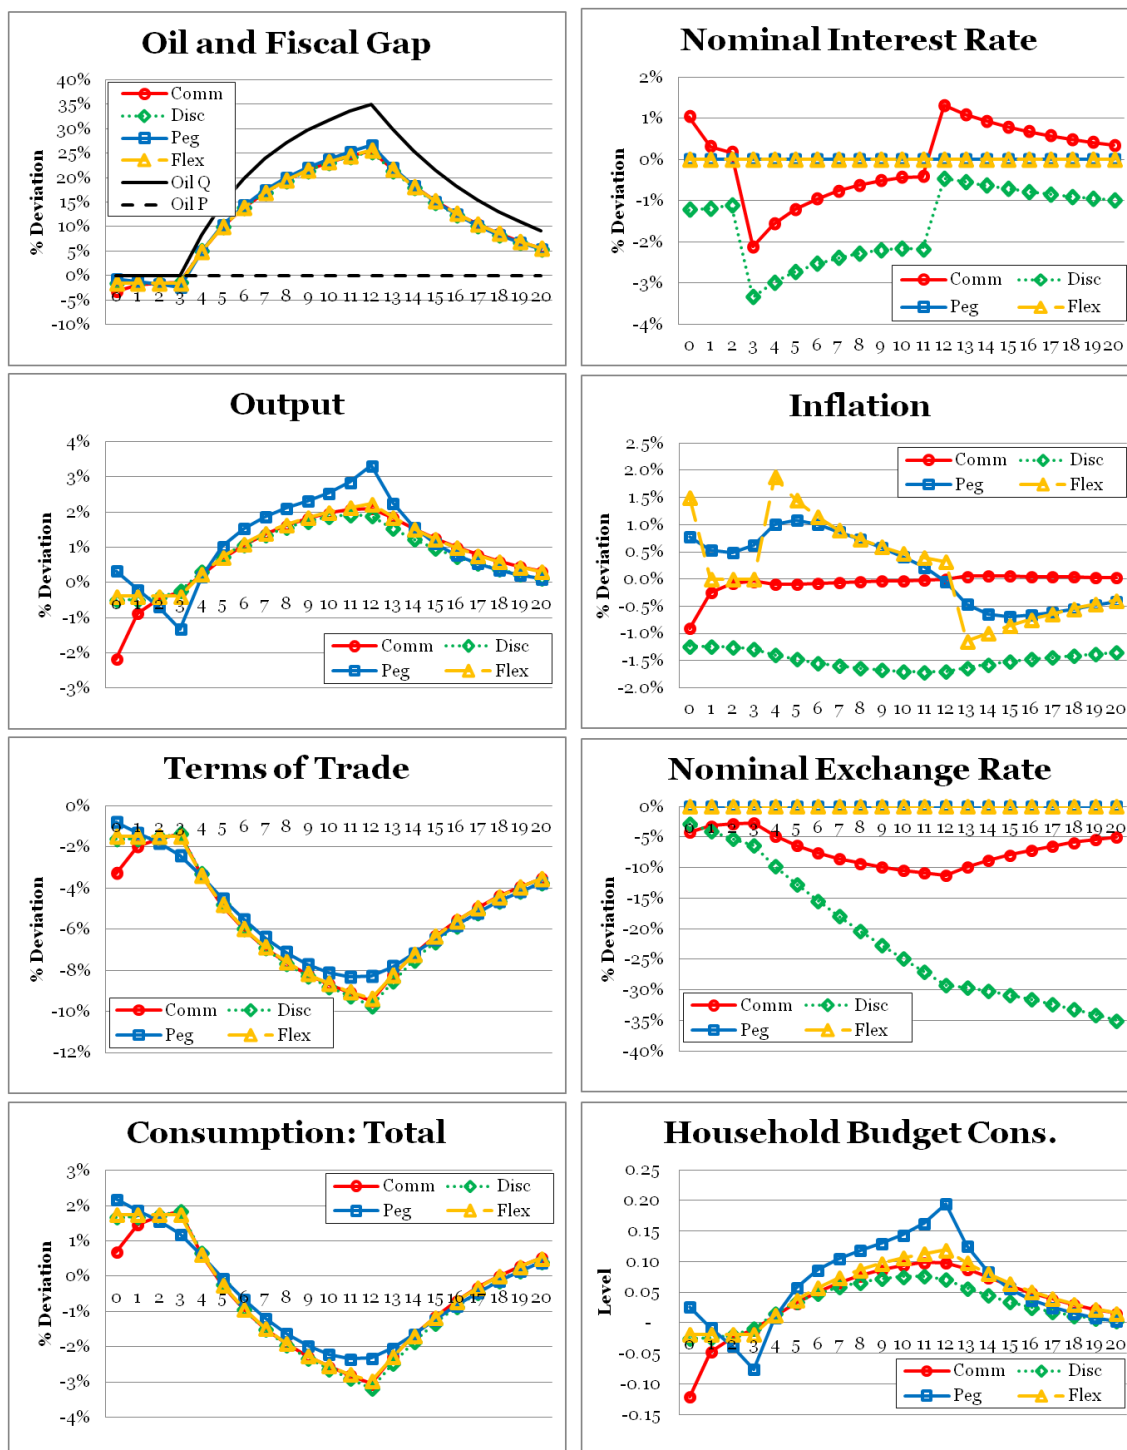 Oil and Fiscal Gap
% Deviation
40%
35%
30%
25%
20%
15%
10%
5%
0%
-5%
-10%
Comm
Disc
Peg
Flex
Oil Q
Oil P
0 1 2 3 4 5 6 7 8 9 10 11 12 13 14 15 16 17 18 19 20
Nominal Interest Rate
% Deviation
2%
1%
0%
-1%
-2%
-3%
-4%
Comm Disc
Peg Flex
0 1 2 3 4 5 6 7 8 9 10 11 12 13 14 15 16 17 18 19 20
Output
% Deviation
4%
3%
2%
1%
0%
-1%
-2%
-3%
0 1 2 3 4 5 6 7 8 9 10 11 12 13 14 15 16 17 18 19 20
Comm Disc
Peg Flex
Inflation
% Deviation
2.5%
2.0%
1.5%
1.0%
0.5%
0.0%
-0.5%
-1.0%
-1.5%
-2.0%
Comm Disc
Peg Flex
0 1 2 3 4 5 6 7 8 9 10 11 12 13 14 15 16 17 18 19 20
Terms of Trade
% Deviation
0%
-2%
-4%
-6%
-8%
-10%
-12%
0 1 2 3 4 5 6 7 8 9 10 11 12 13 14 15 16 17 18 19 20
Comm Disc
Peg Flex
Nominal Exchange Rate
% Deviation
0%
-5%
-10%
-15%
-20%
-25%
-30%
-35%
-40%
0 1 2 3 4 5 6 7 8 9 10 11 12 13 14 15 16 17 18 19 20
Comm Disc
Peg Flex
Consumption: Total
% Deviation
3%
2%
1%
0%
-1%
-2%
-3%
-4%
Comm Disc
Peg Flex
0 1 2 3 4 5 6 7 8 9 10 11 12 13 14 15 16 17 18 19 20
Household Budget Cons.
Level
0.25
0.20
0.15
0.10
0.05
-
-0.05
-0.10
-0.15
0 1 2 3 4 5 6 7 8 9 10 11 12 13 14 15 16 17 18 19 20
Comm Disc
Peg Flex